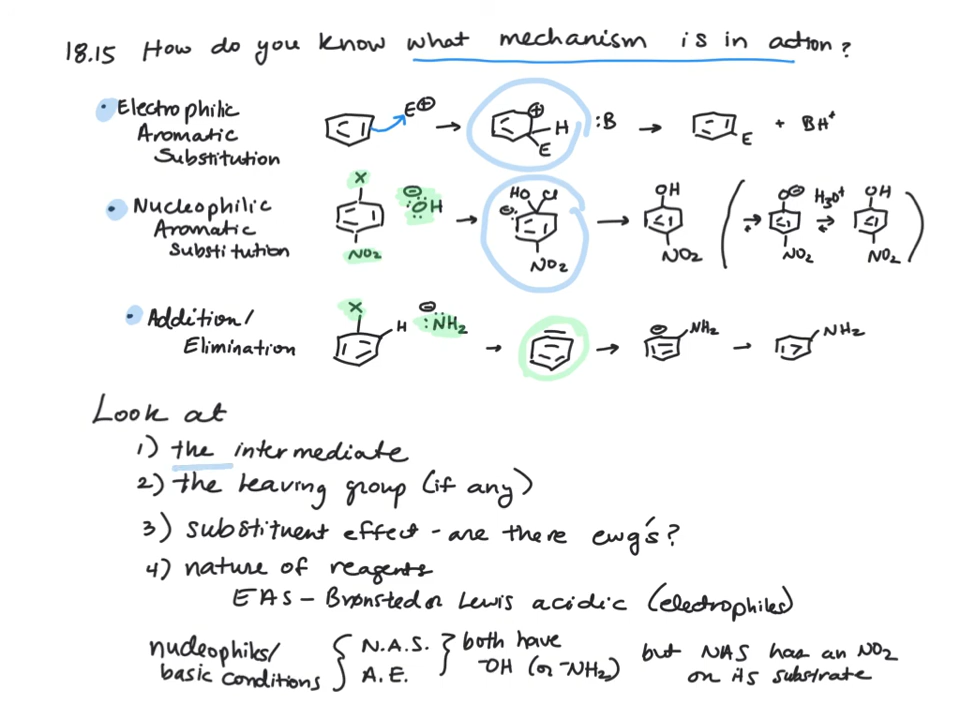 18.15 How do you know what mechanism is in action?
• Electrophilic
Aromatic
Substitution
E⊕ → ⊕ H E :B → E + BH⁺
• Nucleophilic
Aromatic
Substitution
X NO₂ ⊖ :ÖH → HO Cl ⊖: NO₂ → OH NO₂ ( ⇌ O⊖ NO₂ H₃O⁺ ⇌ OH NO₂ )
• Addition/
Elimination
X H ⊖ :N̈H₂ → → ⊖ NH₂ → NH₂
Look at
1) the intermediate
2) the leaving group (if any)
3) substituent effect - are there ewg's?
4) nature of reagents
EAS - Brønsted or Lewis acidic (electrophiles)
nucleophiles/
basic conditions
{ N.A.S.
A.E. }
both have
⁻OH (or ⁻NH₂)
but NAS has an NO₂
on its substrate